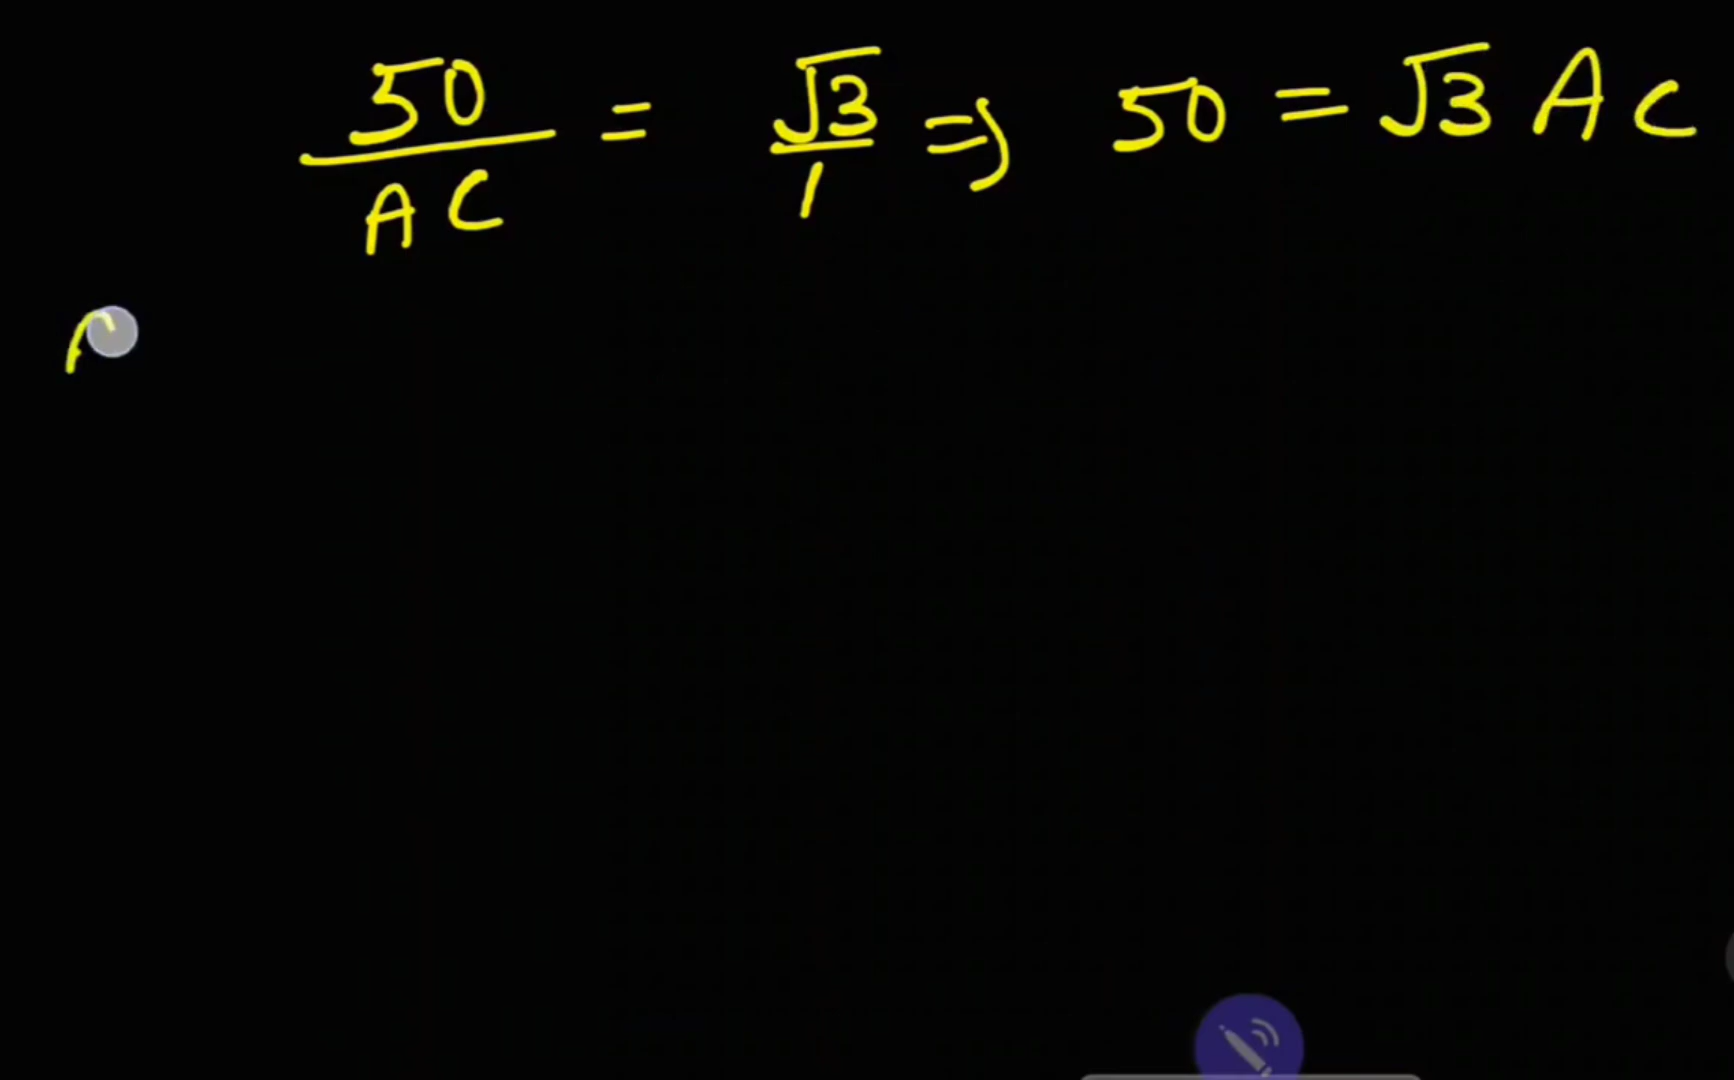 50/AC = √3/1 ⇒ 50 = √3 AC